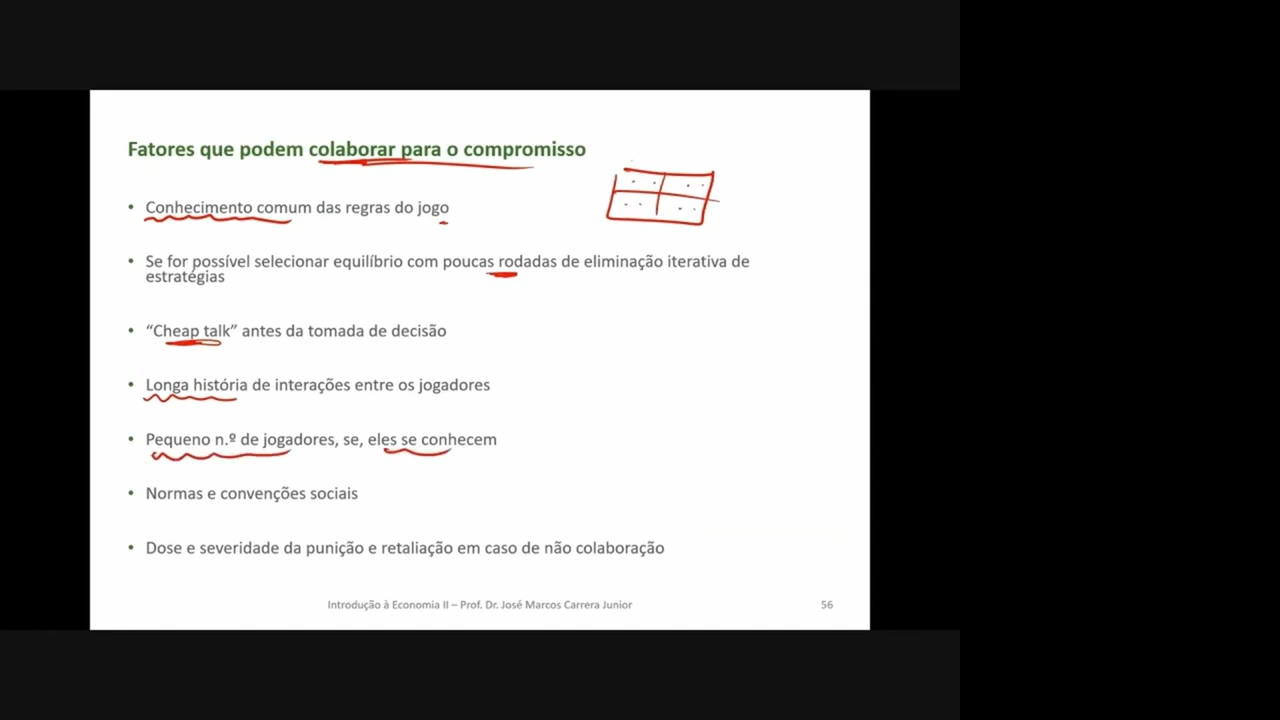 Fatores que podem colaborar para o compromisso
• Conhecimento comum das regras do jogo
• Se for possível selecionar equilíbrio com poucas rodadas de eliminação iterativa de
estratégias
• “Cheap talk” antes da tomada de decisão
• Longa história de interações entre os jogadores
• Pequeno n.º de jogadores, se, eles se conhecem
• Normas e convenções sociais
• Dose e severidade da punição e retaliação em caso de não colaboração
Introdução à Economia II – Prof. Dr. José Marcos Carrera Junior
56